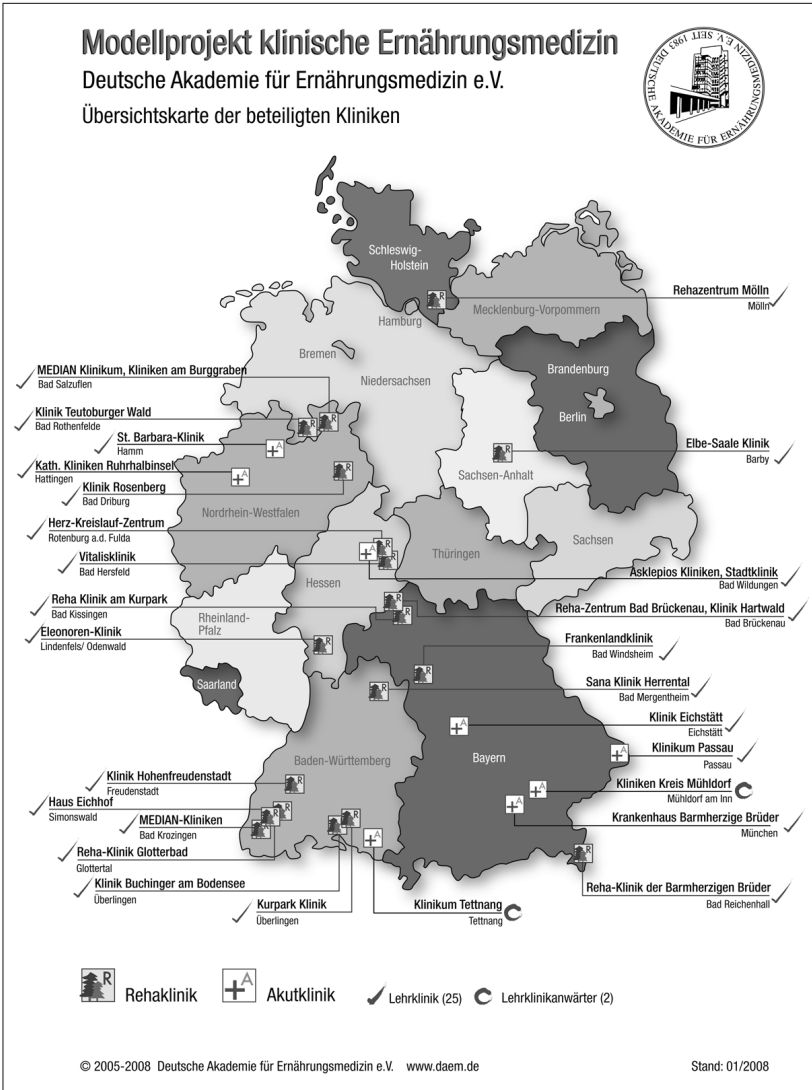 Modellprojekt klinische Ernährungsmedizin
Deutsche Akademie für Ernährungsmedizin e.V.
Übersichtskarte der beteiligten Kliniken
DEUTSCHE AKADEMIE FÜR ERNÄHRUNGSMEDIZIN E.V. SEIT 1983
Schleswig-
Holstein
Rehazentrum Mölln
Mölln
Mecklenburg-Vorpommern
Hamburg
Bremen
Niedersachsen
Brandenburg
Berlin
MEDIAN Klinikum, Kliniken am Burggraben
Bad Salzuflen
Klinik Teutoburger Wald
Bad Rothenfelde
St. Barbara-Klinik
Hamm
Elbe-Saale Klinik
Barby
Kath. Kliniken Ruhrhalbinsel
Hattingen
Sachsen-Anhalt
Klinik Rosenberg
Bad Driburg
Nordrhein-Westfalen
Herz-Kreislauf-Zentrum
Rotenburg a.d. Fulda
Sachsen
Thüringen
Vitalisklinik
Bad Hersfeld
Asklepios Kliniken, Stadtklinik
Bad Wildungen
Hessen
Reha Klinik am Kurpark
Bad Kissingen
Reha-Zentrum Bad Brückenau, Klinik Hartwald
Bad Brückenau
Rheinland-
Pfalz
Eleonoren-Klinik
Lindenfels/ Odenwald
Frankenlandklinik
Bad Windsheim
Saarland
Sana Klinik Herrental
Bad Mergentheim
Klinik Eichstätt
Eichstätt
Klinikum Passau
Passau
Baden-Württemberg
Bayern
Klinik Hohenfreudenstadt
Freudenstadt
Kliniken Kreis Mühldorf
Mühldorf am Inn
Haus Eichhof
Simonswald
MEDIAN-Kliniken
Bad Krozingen
Krankenhaus Barmherzige Brüder
München
Reha-Klinik Glotterbad
Glottertal
Klinik Buchinger am Bodensee
Überlingen
Reha-Klinik der Barmherzigen Brüder
Bad Reichenhall
Kurpark Klinik
Überlingen
Klinikum Tettnang
Tettnang
R Rehaklinik A Akutklinik Lehrklinik (25) Lehrklinikanwärter (2)
© 2005-2008 Deutsche Akademie für Ernährungsmedizin e.V. www.daem.de Stand: 01/2008